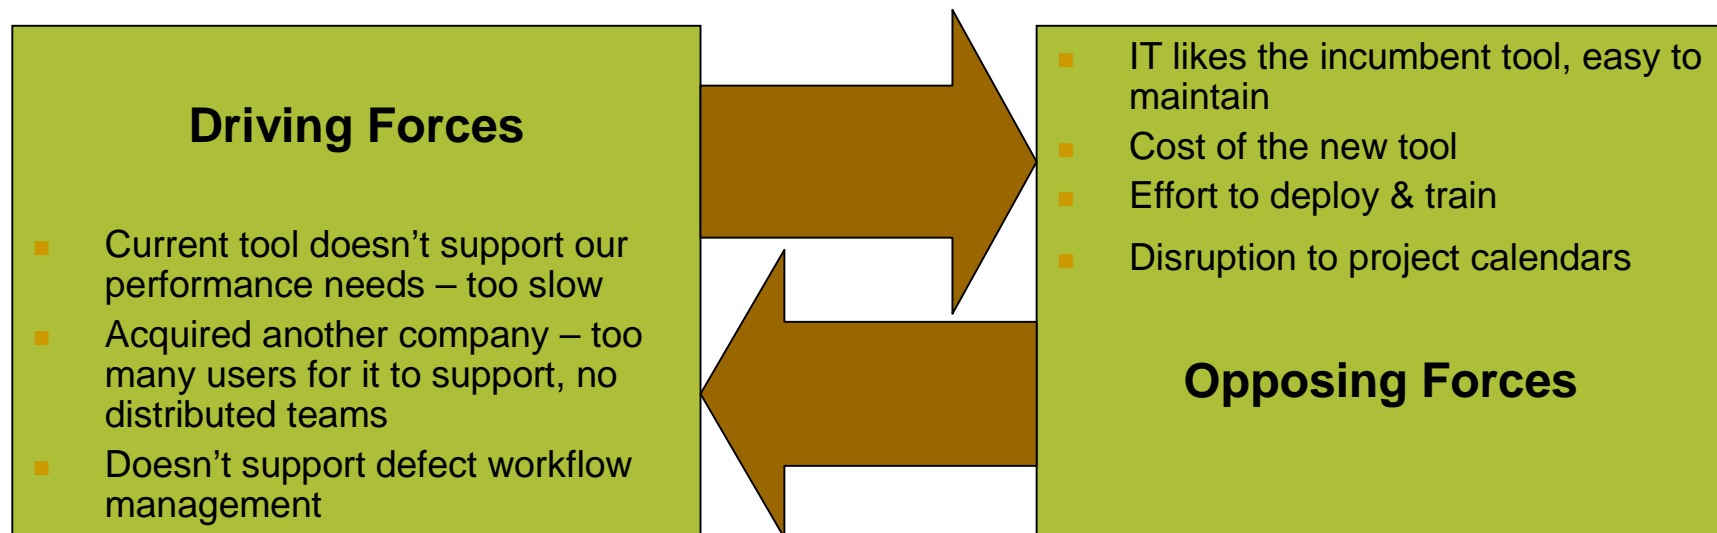 Driving Forces
Current tool doesn’t support our
performance needs – too slow
Acquired another company – too
many users for it to support, no
distributed teams
Doesn’t support defect workflow
management
IT likes the incumbent tool, easy to
maintain
Cost of the new tool
Effort to deploy & train
Disruption to project calendars
Opposing Forces